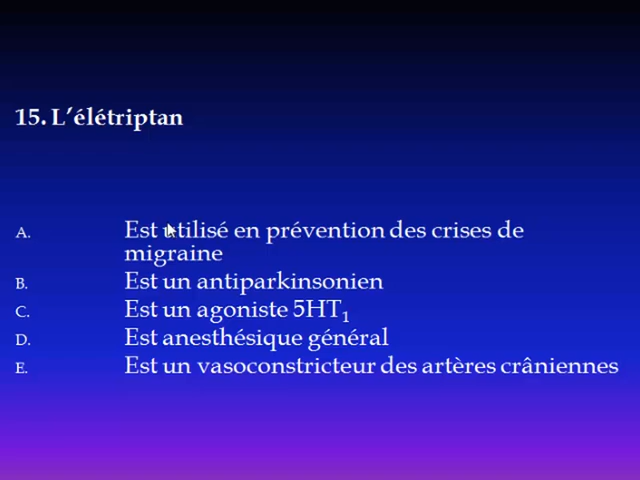 15. L’élétriptan
A. Est utilisé en prévention des crises de
migraine
B. Est un antiparkinsonien
C. Est un agoniste 5HT₁
D. Est anesthésique général
E. Est un vasoconstricteur des artères crâniennes